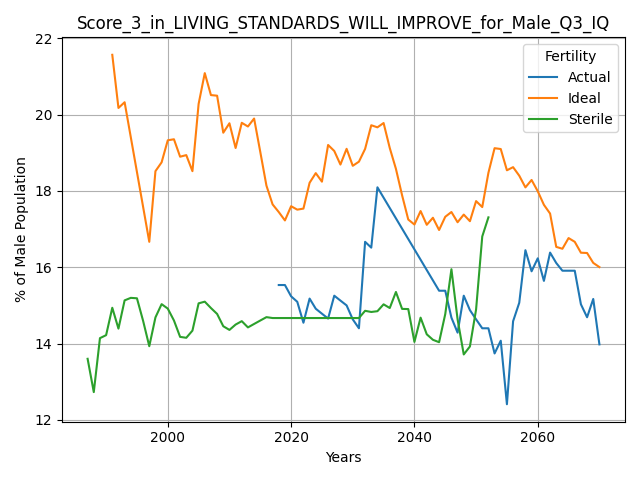 Score_3_in_LIVING_STANDARDS_WILL_IMPROVE_for_Male_Q3_IQ
% of Male Population
22
20
18
16
14
12
2000
2020
2040
2060
Years
Fertility
Actual
Ideal
Sterile